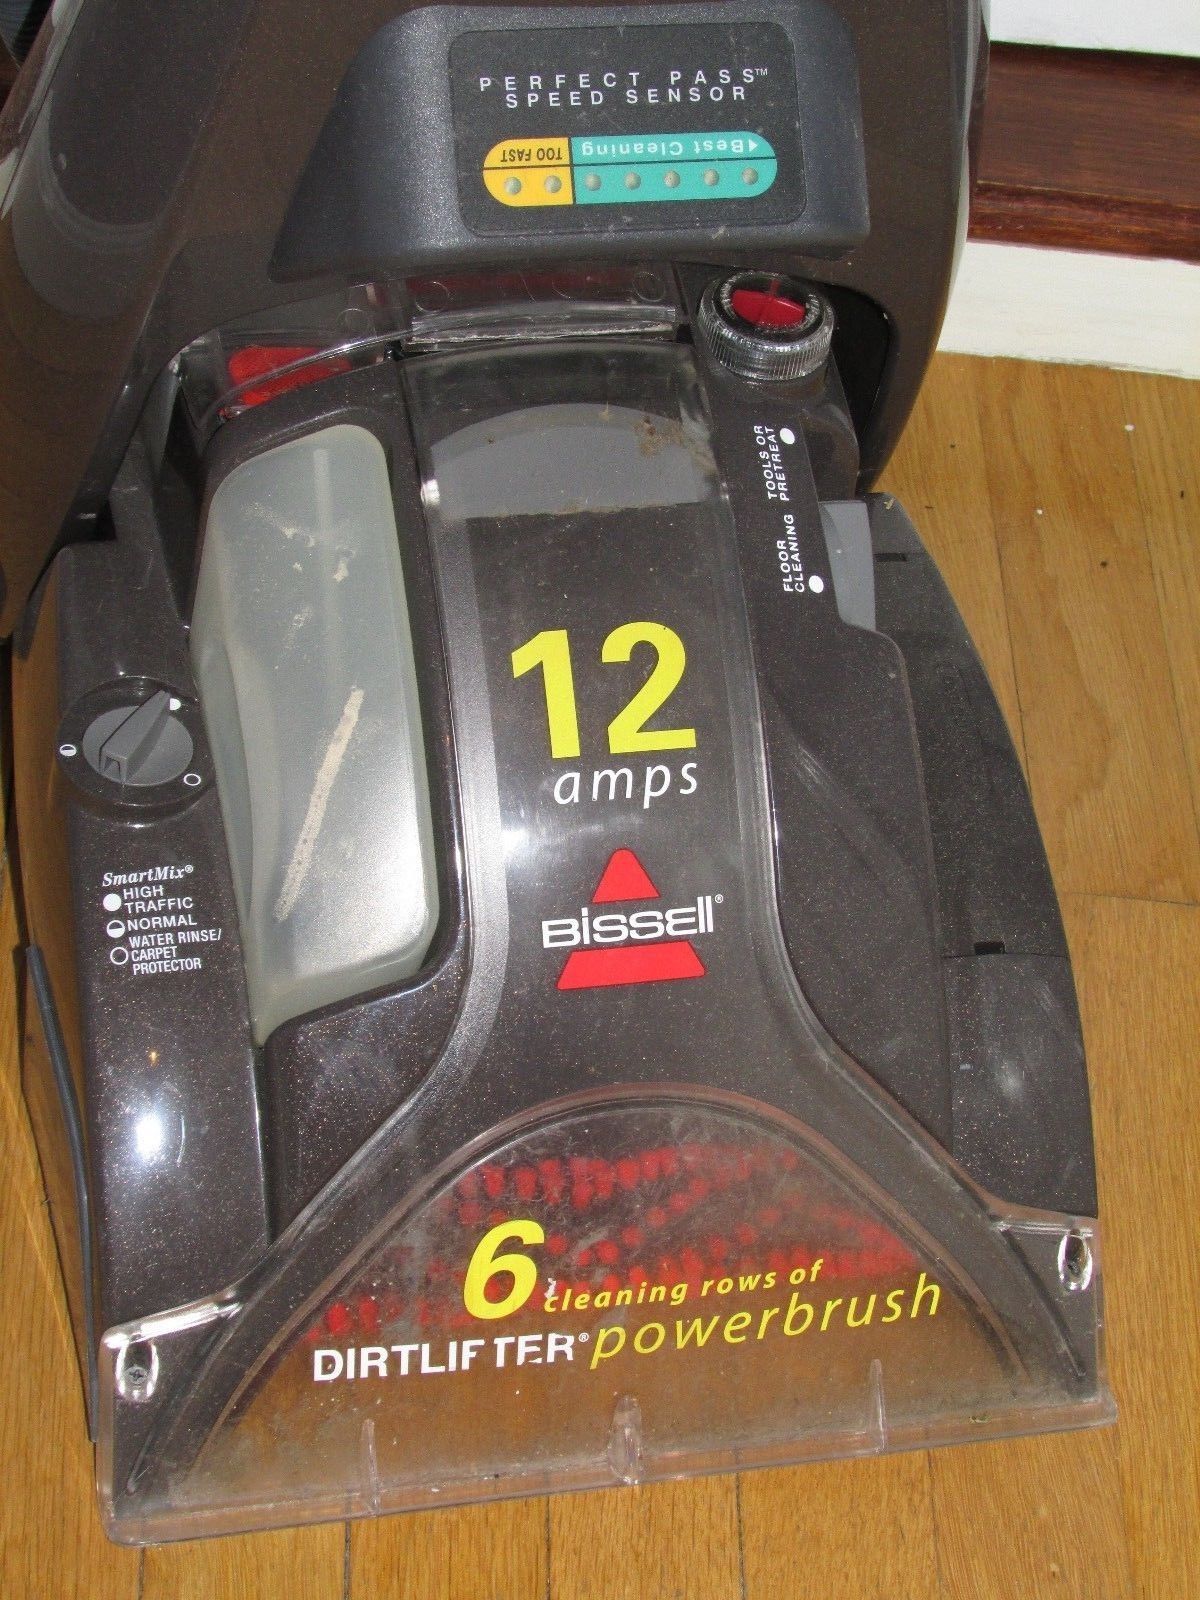 PERFECT PASS™
SPEED SENSOR
TOO FAST
◀Best Cleaning
TOOLS OR
PRETREAT
FLOOR
CLEANING
12
amps
SmartMix®
HIGH
TRAFFIC
NORMAL
WATER RINSE/
CARPET
PROTECTOR
BISSELL®
6 cleaning rows of
DIRTLIFTER® powerbrush